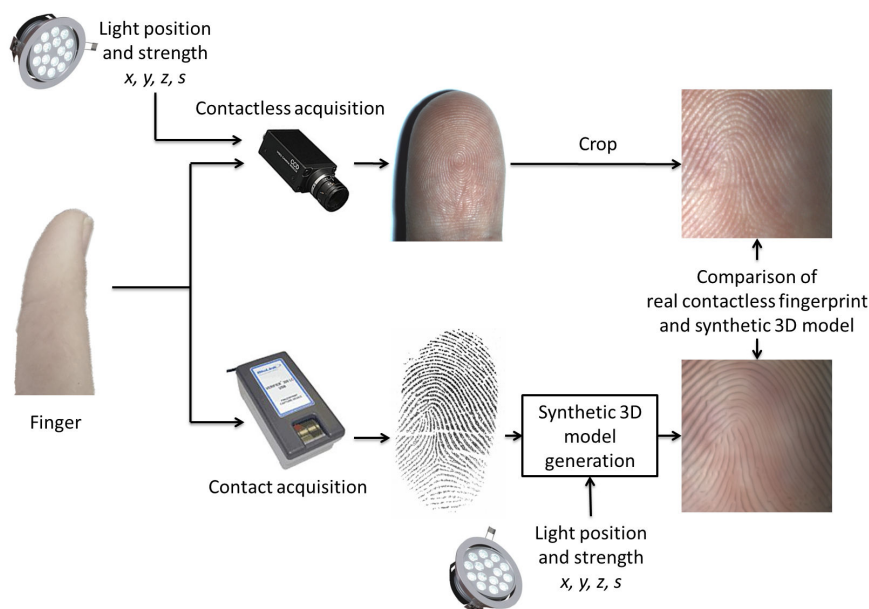 Light position
and strength
x, y, z, s
Contactless acquisition
Crop
Finger
Comparison of
real contactless fingerprint
and synthetic 3D model
Contact acquisition
Synthetic 3D
model
generation
Light position
and strength
x, y, z, s